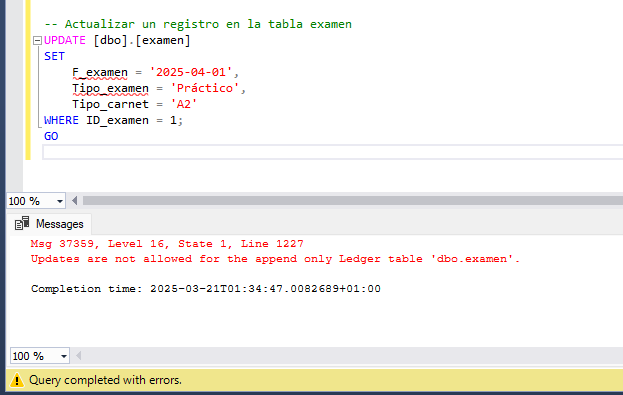 -- Actualizar un registro en la tabla examen
UPDATE [dbo].[examen]
SET
F_examen = '2025-04-01',
Tipo_examen = 'Práctico',
Tipo_carnet = 'A2'
WHERE ID_examen = 1;
GO
100 %
Messages
Msg 37359, Level 16, State 1, Line 1227
Updates are not allowed for the append only Ledger table 'dbo.examen'.
Completion time: 2025-03-21T01:34:47.0082689+01:00
100 %
Query completed with errors.